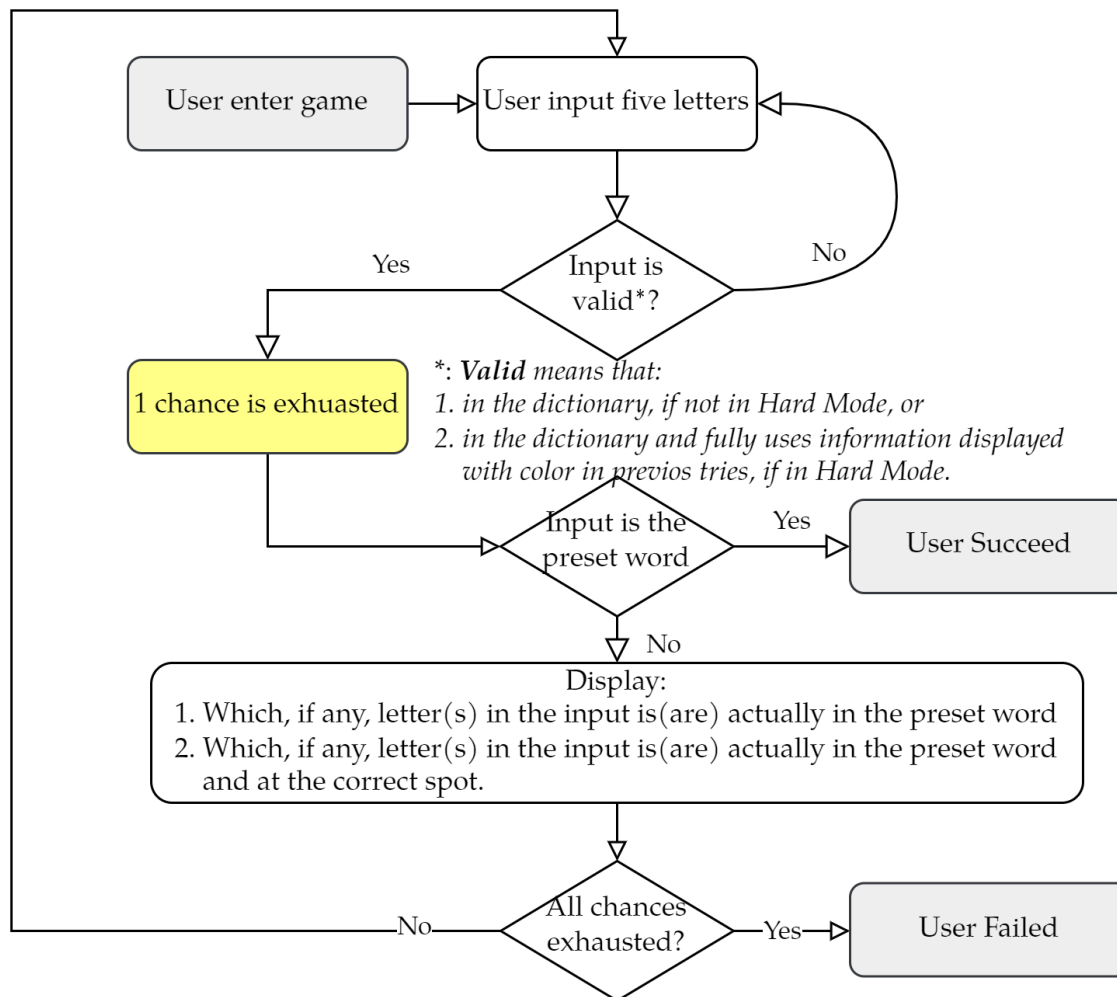 User enter game
User input five letters
No
Yes
Input is
valid*?
1 chance is exhuasted
*: Valid means that:
1. in the dictionary, if not in Hard Mode, or
2. in the dictionary and fully uses information displayed
with color in previos tries, if in Hard Mode.
Input is the
preset word
Yes
User Succeed
No
Display:
1. Which, if any, letter(s) in the input is(are) actually in the preset word
2. Which, if any, letter(s) in the input is(are) actually in the preset word
and at the correct spot.
No
All chances
exhausted?
Yes
User Failed